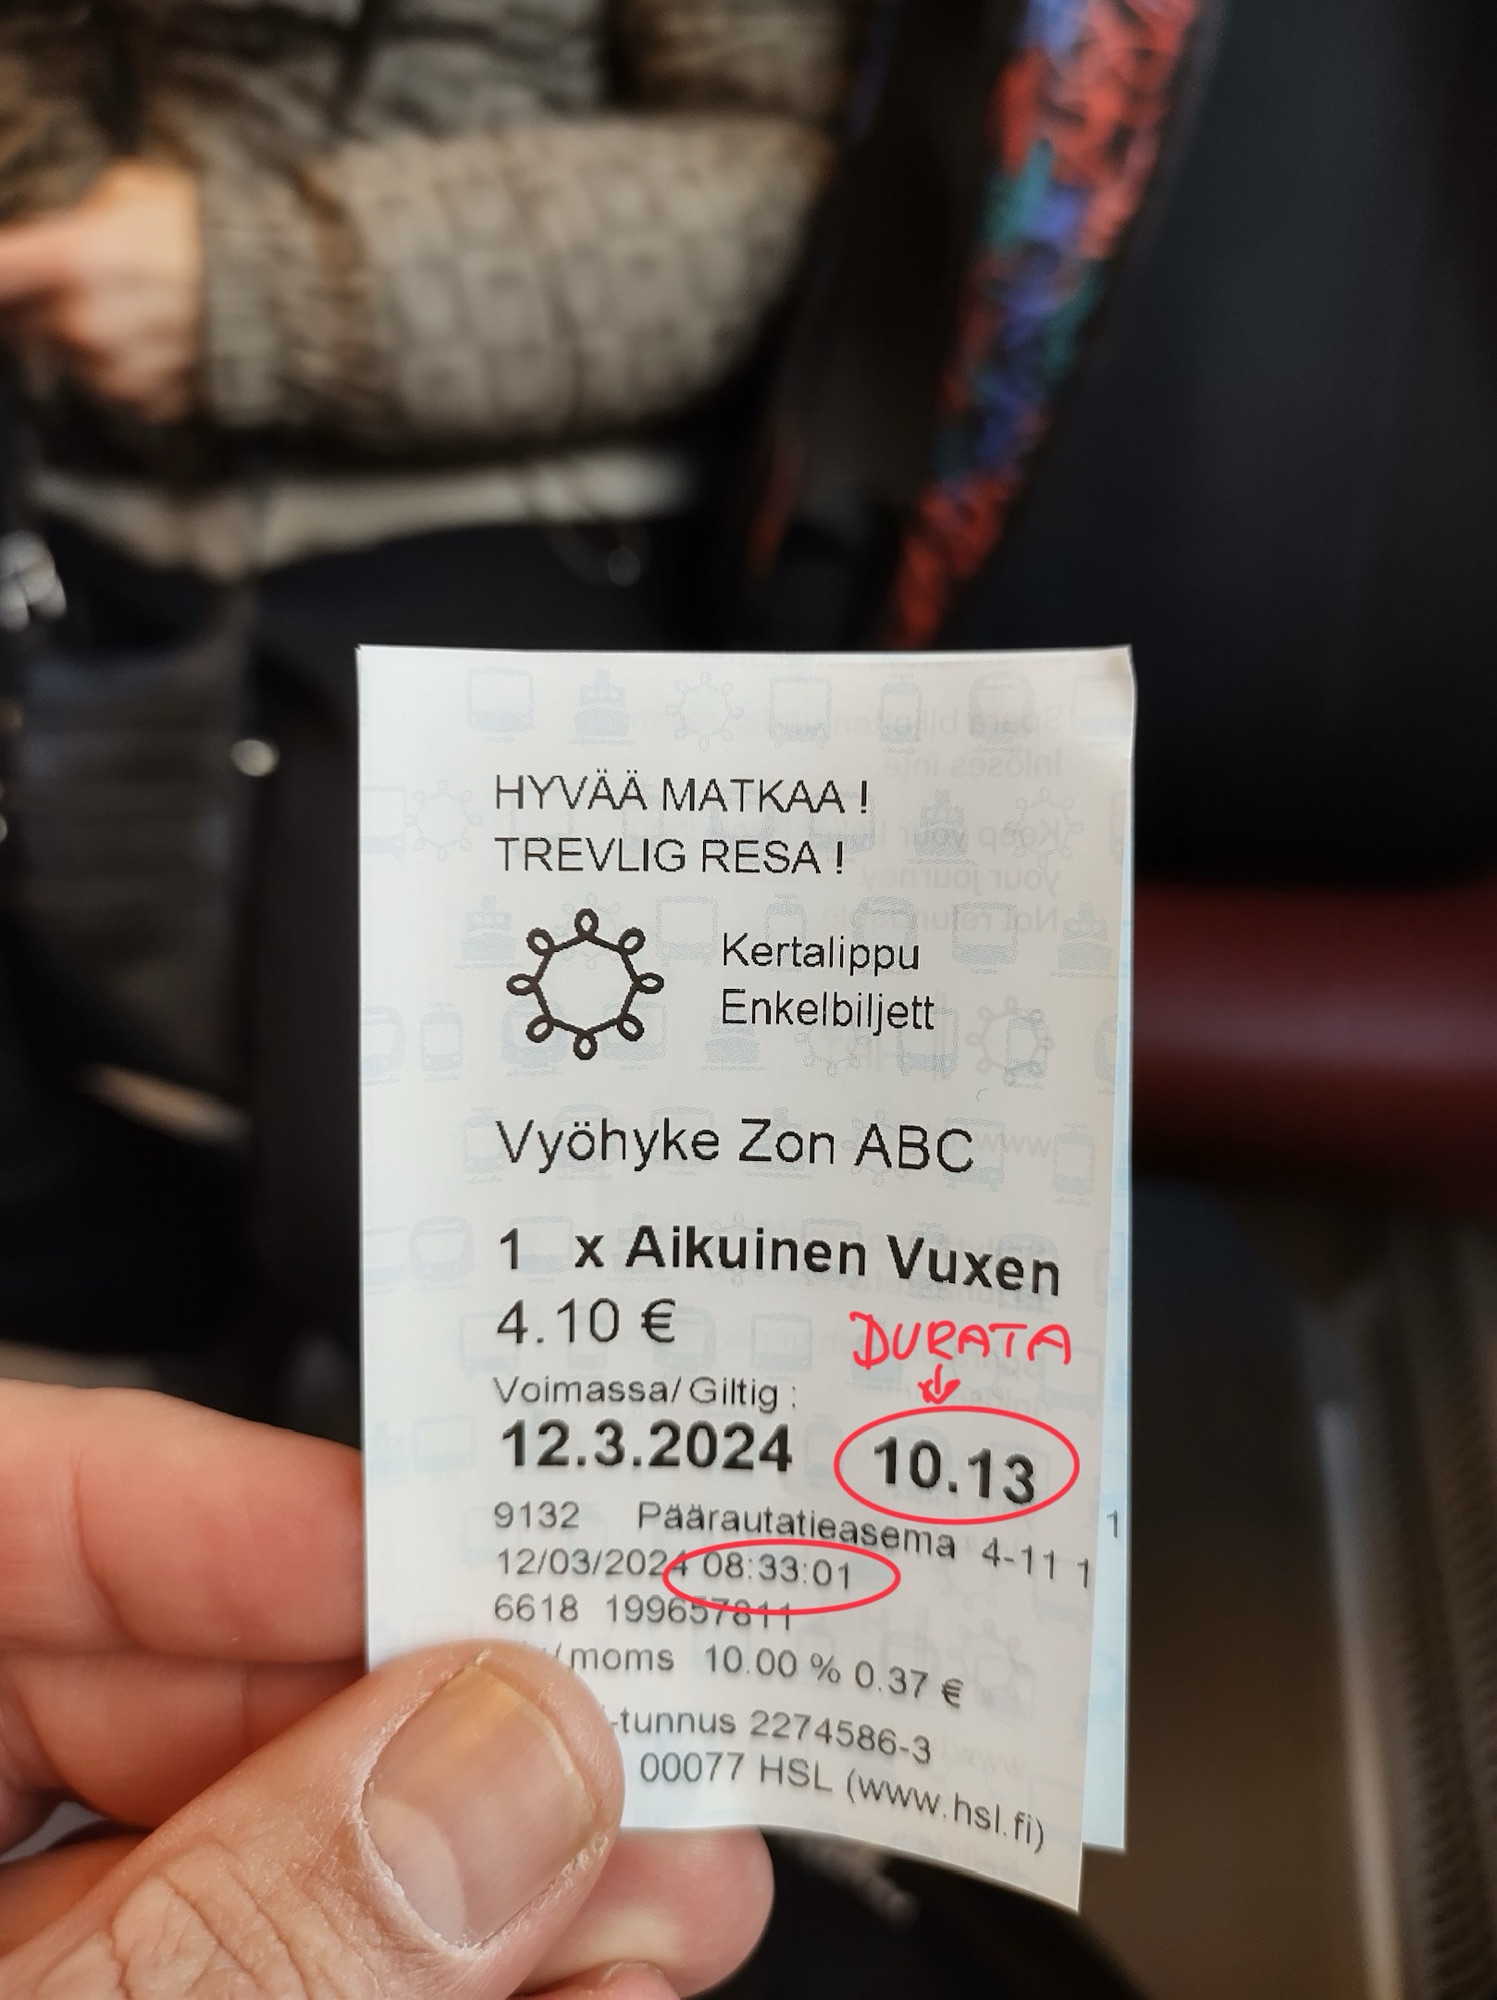 HYVÄÄ MATKAA !
TREVLIG RESA !
Kertalippu
Enkelbiljett
Vyöhyke Zon ABC
1 x Aikuinen Vuxen
4.10 €
DURATA
Voimassa/Giltig :
12.3.2024 10.13
9132 Päärautatieasema 4-11 1
12/03/2024 08:33:01
6618 199657811
moms 10.00 % 0.37 €
-tunnus 2274586-3
00077 HSL (www.hsl.fi)
1